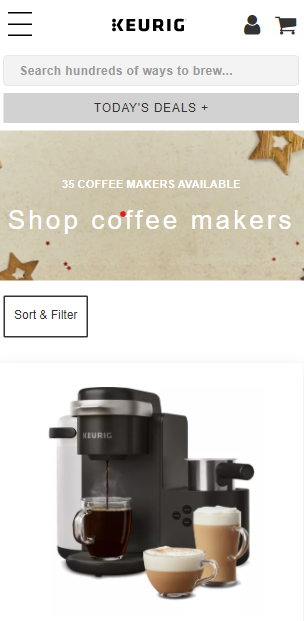 KEURIG
Search hundreds of ways to brew...
TODAY'S DEALS +
35 COFFEE MAKERS AVAILABLE
Shop coffee makers
Sort & Filter
KEURIG